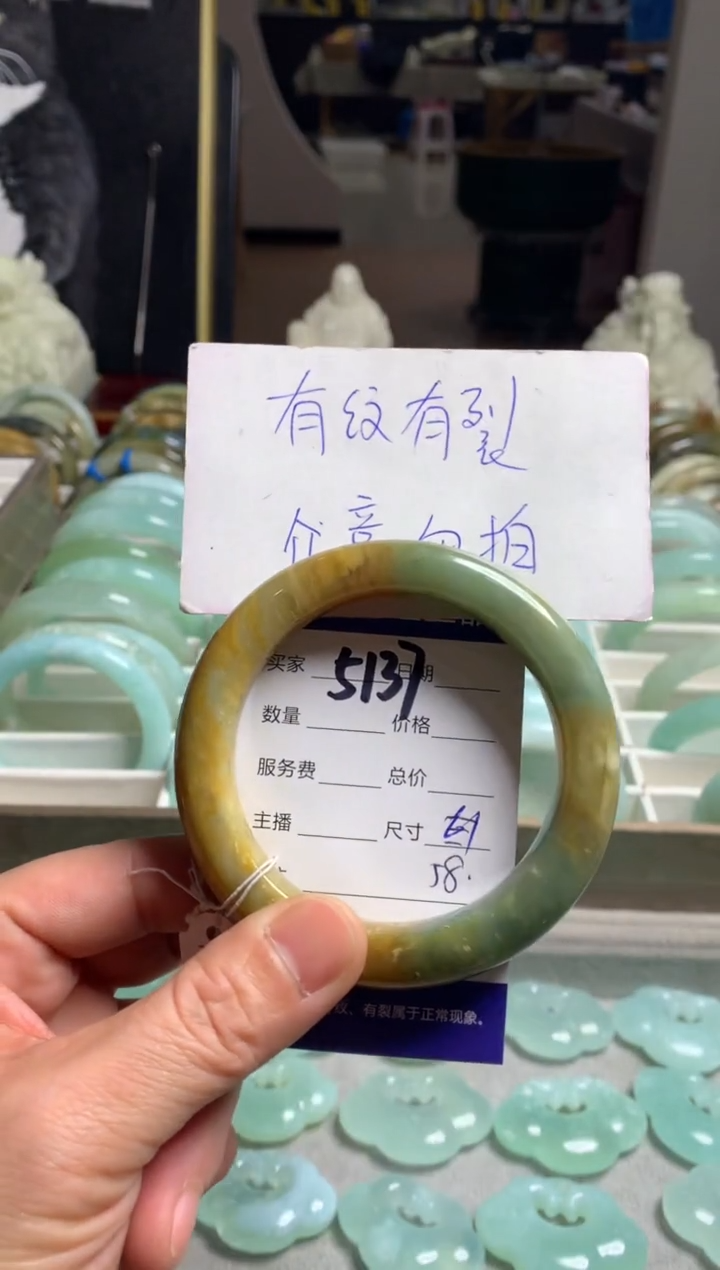 有纹有裂
介意勿拍
5137
买家 日期
数量 价格
服务费 总价
主播 尺寸
58.
纹、有裂属于正常现象。